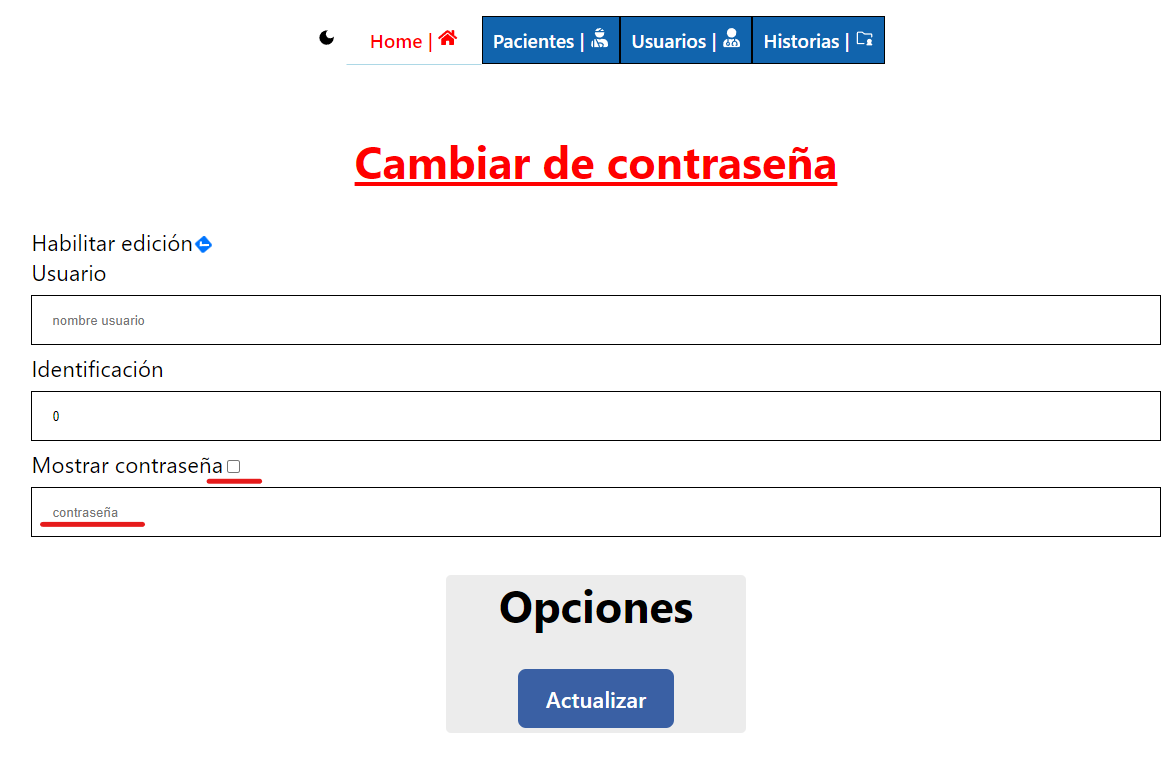 Home | Pacientes | Usuarios | Historias |
Cambiar de contraseña
Habilitar edición
Usuario
nombre usuario
Identificación
0
Mostrar contraseña
contraseña
Opciones
Actualizar